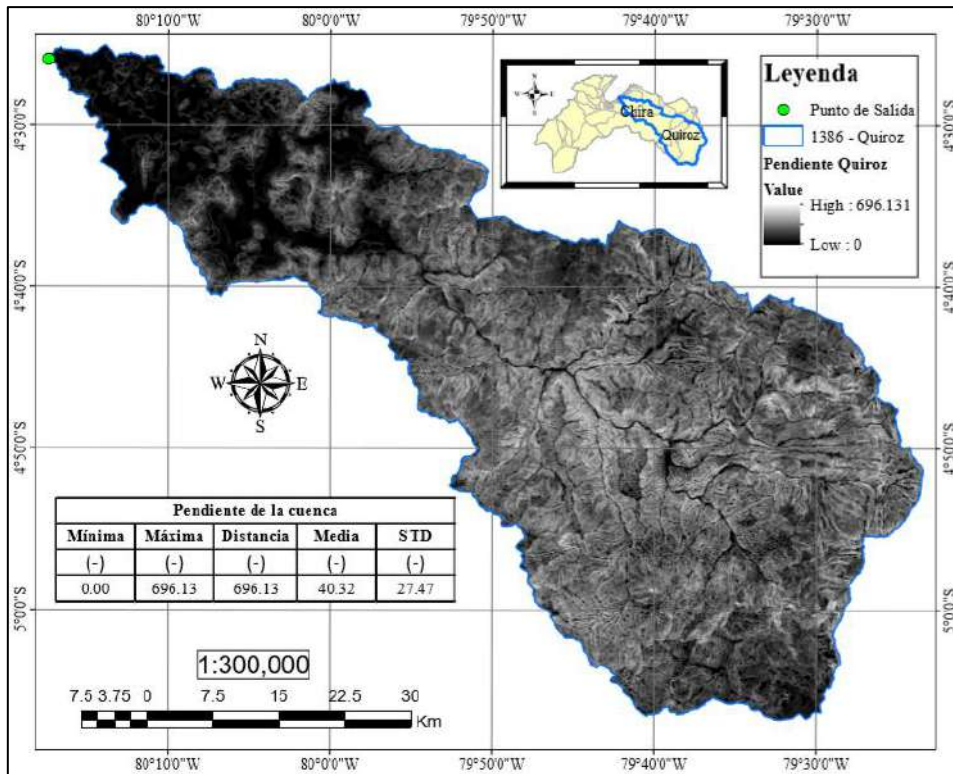 80°10'0"W 80°0'0"W 79°50'0"W 79°40'0"W 79°30'0"W
4°30'0"S
4°40'0"S
4°50'0"S
5°0'0"S
N
W E
S
Chira
Quiroz
Leyenda
Punto de Salida
1386 - Quiroz
Pendiente Quiroz
Value
High : 696.131
Low : 0
4°30'0"S
4°40'0"S
4°50'0"S
5°0'0"S
N
W E
S
Pendiente de la cuenca
Mínima Máxima Distancia Media STD
(-) (-) (-) (-) (-)
0.00 696.13 696.13 40.32 27.47
1:300,000
7.5 3.75 0 7.5 15 22.5 30
Km
80°10'0"W 80°0'0"W 79°50'0"W 79°40'0"W 79°30'0"W